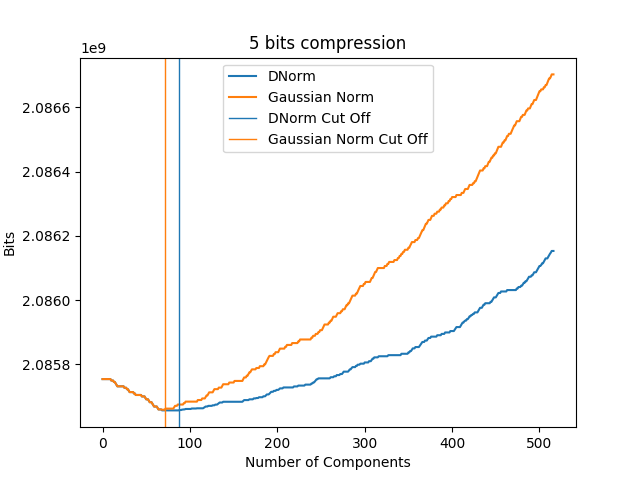 5 bits compression
1e9
DNorm
Gaussian Norm
DNorm Cut Off
Gaussian Norm Cut Off
2.0866
2.0864
2.0862
2.0860
2.0858
Bits
0 100 200 300 400 500
Number of Components